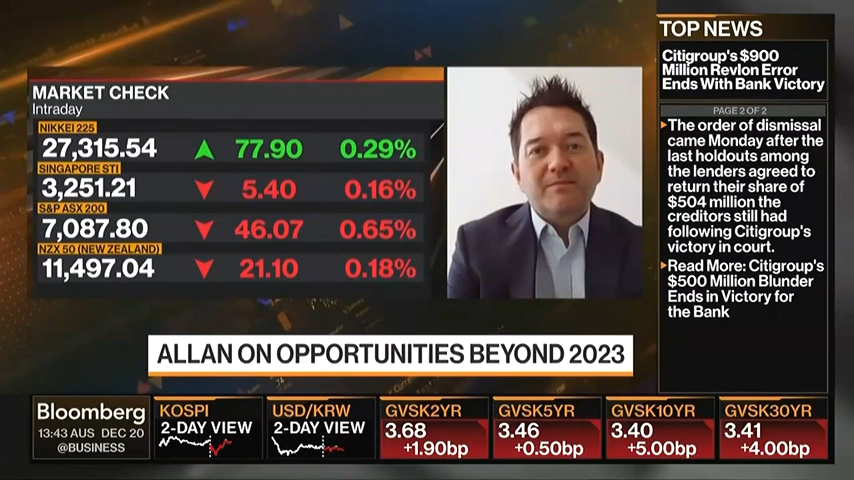 MARKET CHECK
Intraday
NIKKEI 225
27,315.54 77.90 0.29%
SINGAPORE STI
3,251.21 5.40 0.16%
S&P ASX 200
7,087.80 46.07 0.65%
NZX 50 (NEW ZEALAND)
11,497.04 21.10 0.18%
ALLAN ON OPPORTUNITIES BEYOND 2023
TOP NEWS
Citigroup's $900
Million Revlon Error
Ends With Bank Victory
PAGE 2 OF 2
The order of dismissal
came Monday after the
last holdouts among
the lenders agreed to
return their share of
$504 million the
creditors still had
following Citigroup's
victory in court.
Read More: Citigroup's
$500 Million Blunder
Ends in Victory for
the Bank
Bloomberg
13:43 AUS DEC 20
@BUSINESS
KOSPI
2-DAY VIEW
USD/KRW
2-DAY VIEW
GVSK2YR
3.68
+1.90bp
GVSK5YR
3.46
+0.50bp
GVSK10YR
3.40
+5.00bp
GVSK30YR
3.41
+4.00bp